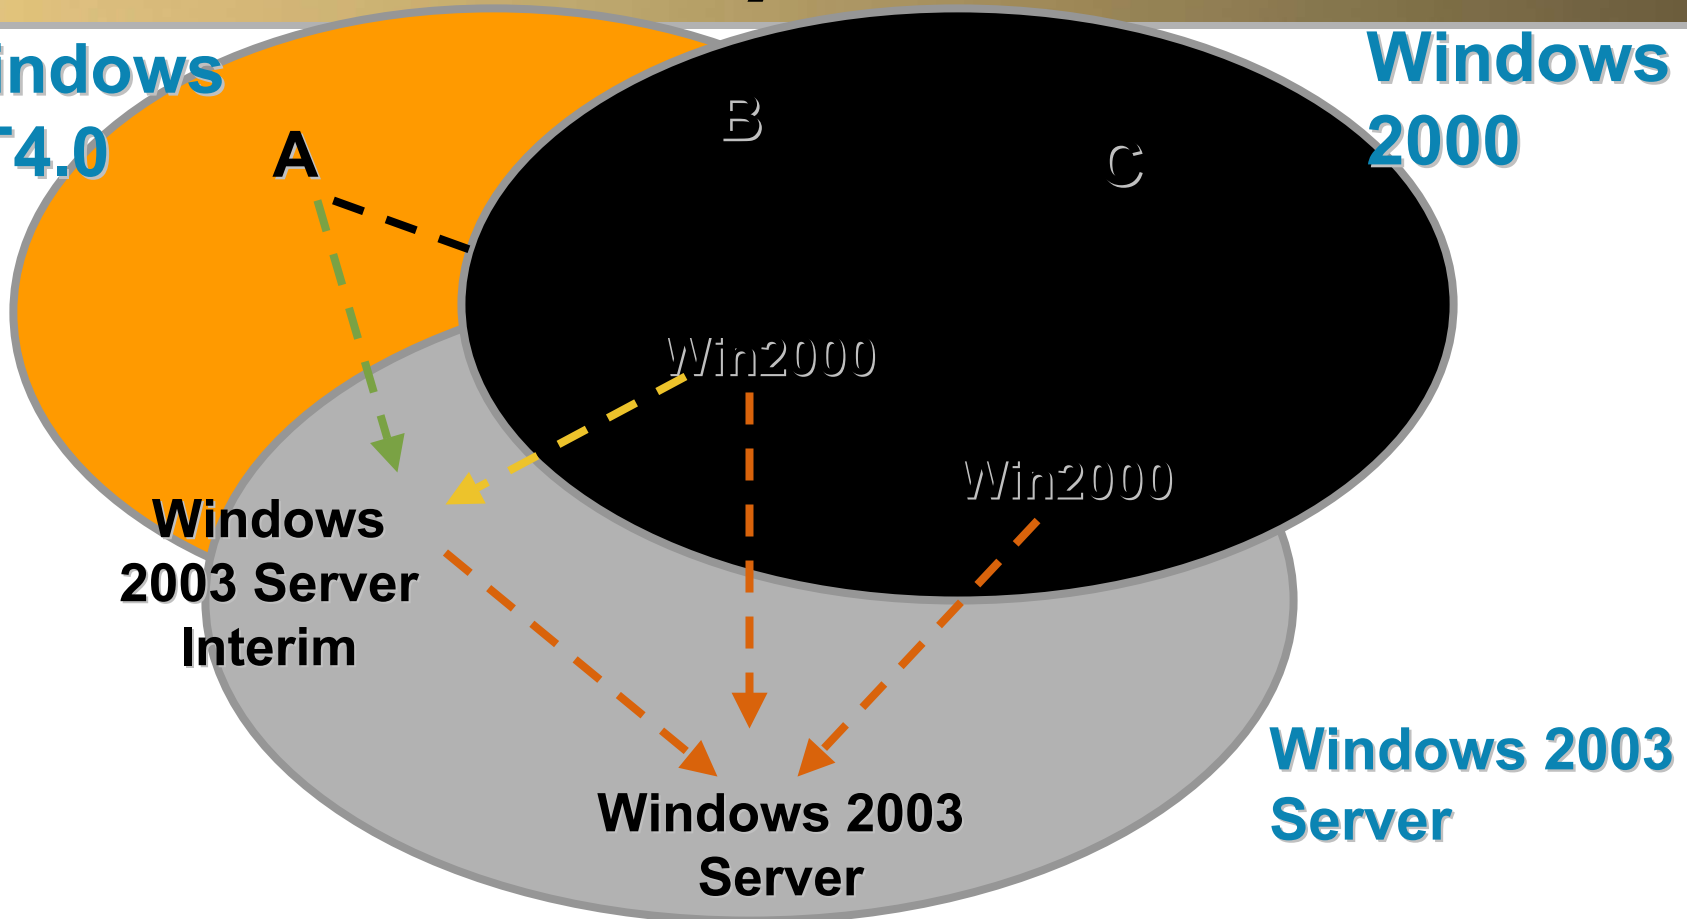 indows
T4.0
Windows
2000
A
B
C
Win2000
Win2000
Windows
2003 Server
Interim
Windows 2003
Server
Windows 2003
Server